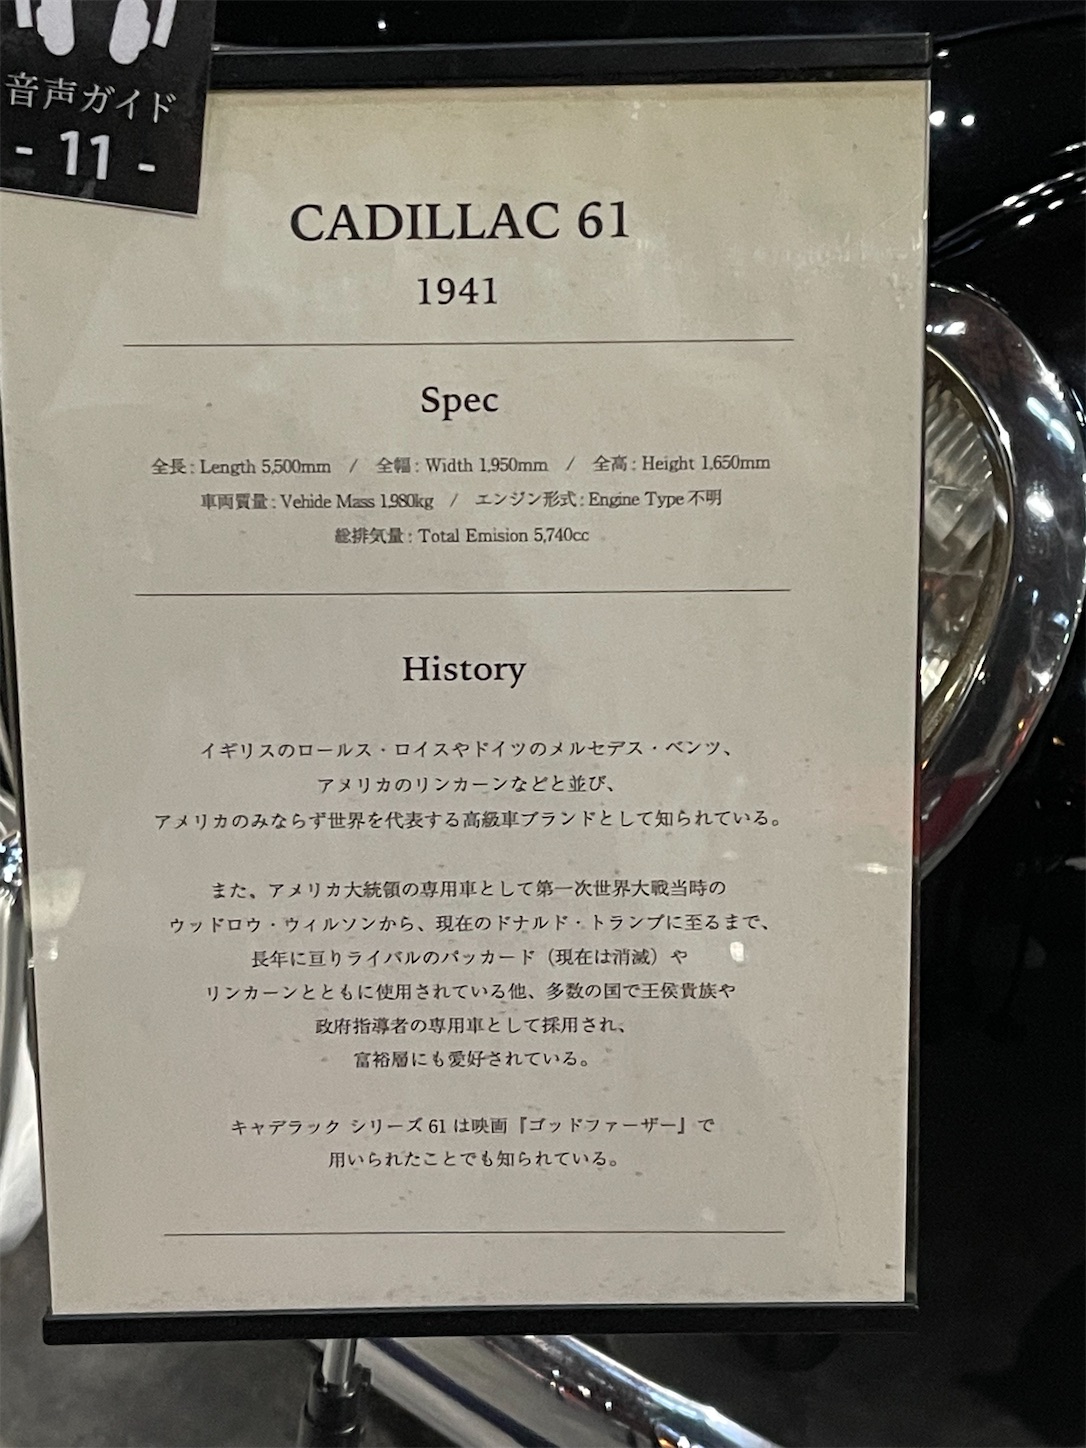 音声ガイド
- 11 -
CADILLAC 61
1941
Spec
全長 : Length 5,500mm / 全幅 : Width 1,950mm / 全高 : Height 1,650mm
車両質量 : Vehide Mass 1,980kg / エンジン形式 : Engine Type 不明
総排気量 : Total Emision 5,740cc
History
イギリスのロールス・ロイスやドイツのメルセデス・ベンツ、
アメリカのリンカーンなどと並び、
アメリカのみならず世界を代表する高級車ブランドとして知られている。
また、アメリカ大統領の専用車として第一次世界大戦当時の
ウッドロウ・ウィルソンから、現在のドナルド・トランプに至るまで、
長年に亘りライバルのパッカード（現在は消滅）や
リンカーンとともに使用されている他、多数の国で王侯貴族や
政府指導者の専用車として採用され、
富裕層にも愛好されている。
キャデラック シリーズ 61 は映画『ゴッドファーザー』で
用いられたことでも知られている。